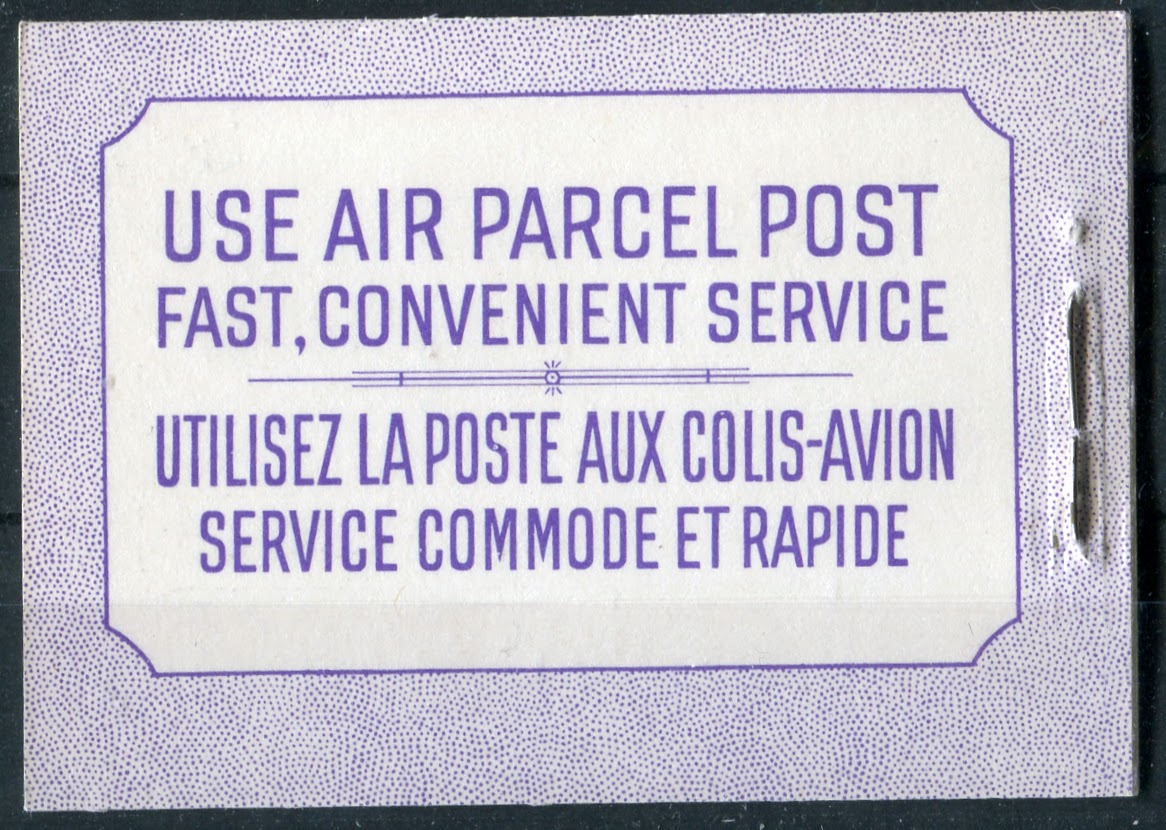 USE AIR PARCEL POST
FAST, CONVENIENT SERVICE
UTILISEZ LA POSTE AUX COLIS-AVION
SERVICE COMMODE ET RAPIDE